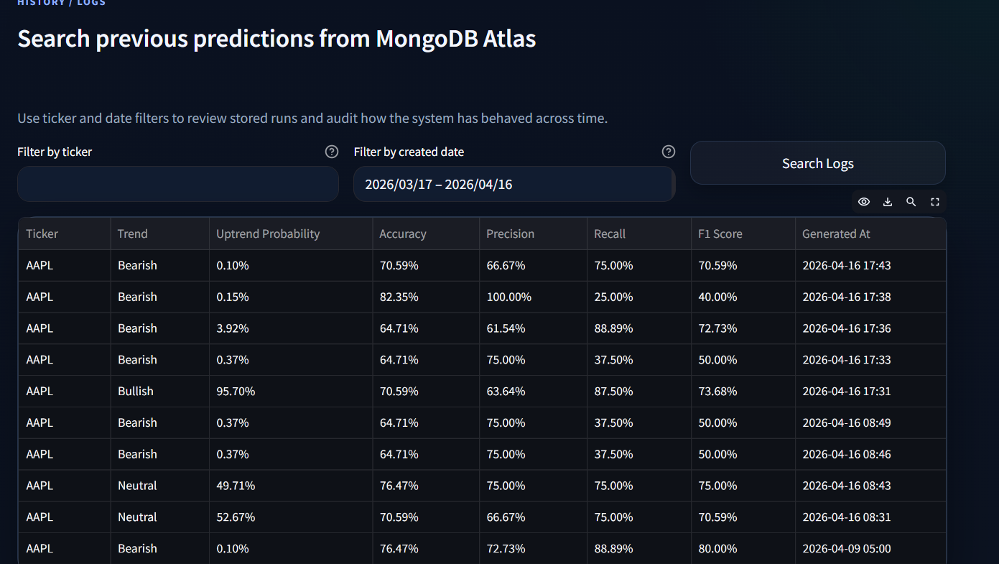 HISTORY / LOGS
Search previous predictions from MongoDB Atlas
Use ticker and date filters to review stored runs and audit how the system has behaved across time.
Filter by ticker
Filter by created date
Search Logs
2026/03/17 – 2026/04/16
Ticker Trend Uptrend Probability Accuracy Precision Recall F1 Score Generated At
AAPL Bearish 0.10% 70.59% 66.67% 75.00% 70.59% 2026-04-16 17:43
AAPL Bearish 0.15% 82.35% 100.00% 25.00% 40.00% 2026-04-16 17:38
AAPL Bearish 3.92% 64.71% 61.54% 88.89% 72.73% 2026-04-16 17:36
AAPL Bearish 0.37% 64.71% 75.00% 37.50% 50.00% 2026-04-16 17:33
AAPL Bullish 95.70% 70.59% 63.64% 87.50% 73.68% 2026-04-16 17:31
AAPL Bearish 0.37% 64.71% 75.00% 37.50% 50.00% 2026-04-16 08:49
AAPL Bearish 0.37% 64.71% 75.00% 37.50% 50.00% 2026-04-16 08:46
AAPL Neutral 49.71% 76.47% 75.00% 75.00% 75.00% 2026-04-16 08:43
AAPL Neutral 52.67% 70.59% 66.67% 75.00% 70.59% 2026-04-16 08:31
AAPL Bearish 0.10% 76.47% 72.73% 88.89% 80.00% 2026-04-09 05:00